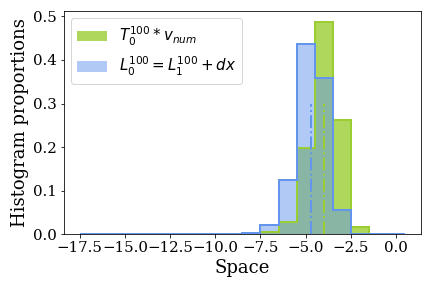 T_0^{100} * v_{num}
L_0^{100} = L_1^{100} + dx
Histogram proportions
0.5
0.4
0.3
0.2
0.1
0.0
−17.5 −15.0 −12.5 −10.0 −7.5 −5.0 −2.5 0.0
Space